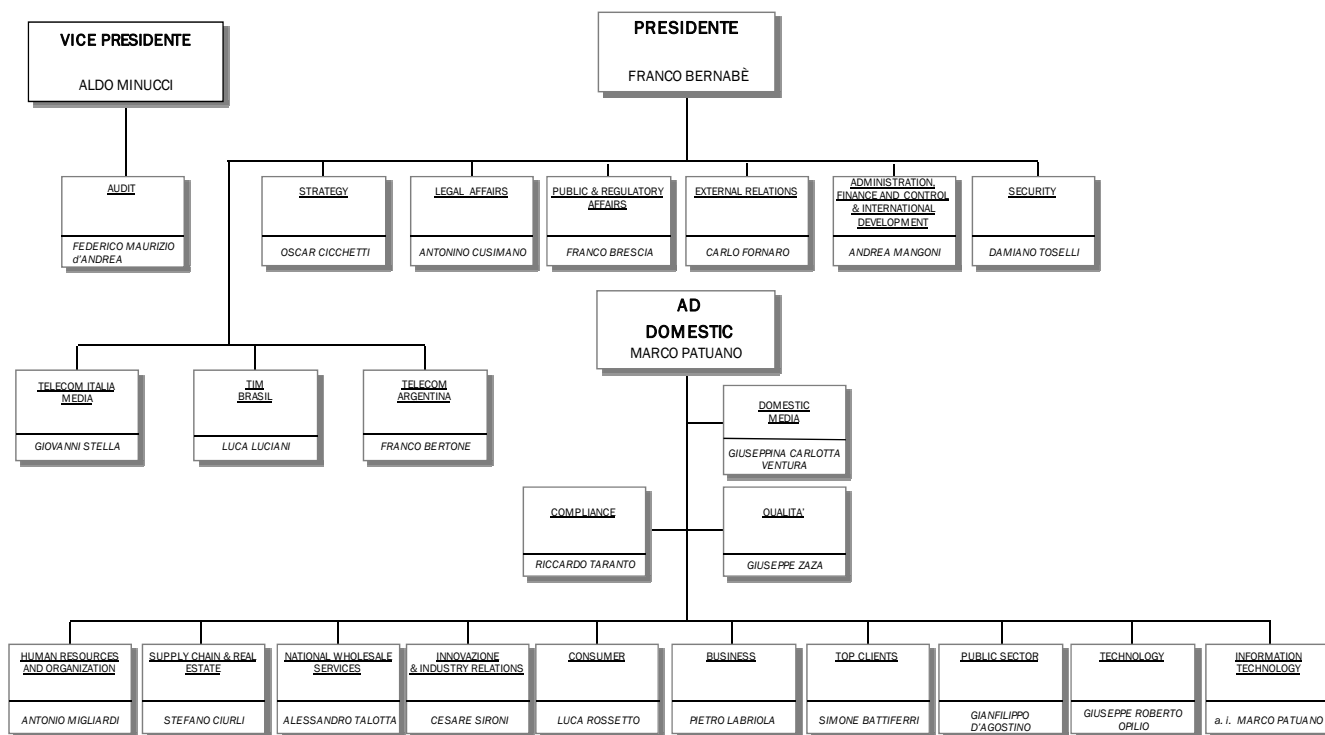 VICE PRESIDENTE
ALDO MINUCCI
PRESIDENTE
FRANCO BERNABÈ
AUDIT
FEDERICO MAURIZIO
d'ANDREA
STRATEGY
OSCAR CICCHETTI
LEGAL AFFAIRS
ANTONINO CUSIMANO
PUBLIC & REGULATORY
AFFAIRS
FRANCO BRESCIA
EXTERNAL RELATIONS
CARLO FORNARO
ADMINISTRATION,
FINANCE AND CONTROL
& INTERNATIONAL
DEVELOPMENT
ANDREA MANGONI
SECURITY
DAMIANO TOSELLI
AD
DOMESTIC
MARCO PATUANO
TELECOM ITALIA
MEDIA
GIOVANNI STELLA
TIM
BRASIL
LUCA LUCIANI
TELECOM
ARGENTINA
FRANCO BERTONE
DOMESTIC
MEDIA
GIUSEPPINA CARLOTTA
VENTURA
COMPLIANCE
RICCARDO TARANTO
QUALITA'
GIUSEPPE ZAZA
HUMAN RESOURCES
AND ORGANIZATION
ANTONIO MIGLIARDI
SUPPLY CHAIN & REAL
ESTATE
STEFANO CIURLI
NATIONAL WHOLESALE
SERVICES
ALESSANDRO TALOTTA
INNOVAZIONE
& INDUSTRY RELATIONS
CESARE SIRONI
CONSUMER
LUCA ROSSETTO
BUSINESS
PIETRO LABRIOLA
TOP CLIENTS
SIMONE BATTIFERRI
PUBLIC SECTOR
GIANFILIPPO
D'AGOSTINO
TECHNOLOGY
GIUSEPPE ROBERTO
OPILIO
INFORMATION
TECHNOLOGY
a. i. MARCO PATUANO